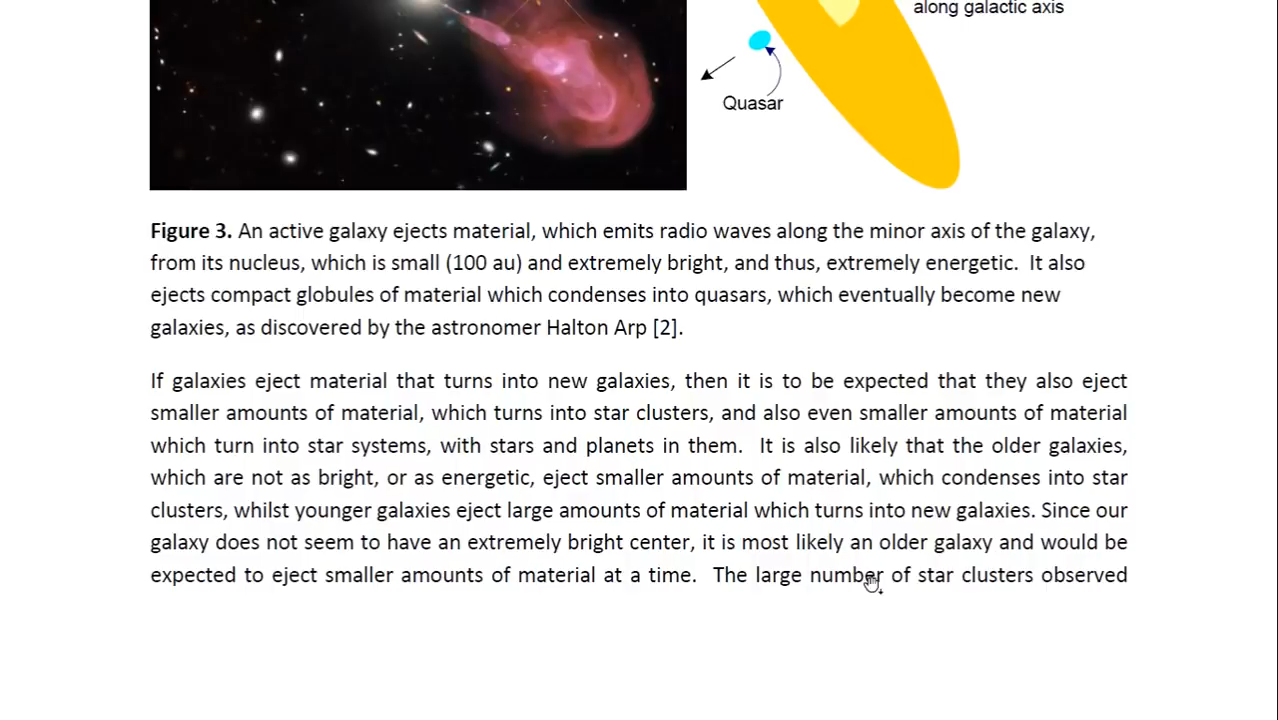 along galactic axis
Quasar
Figure 3. An active galaxy ejects material, which emits radio waves along the minor axis of the galaxy,
from its nucleus, which is small (100 au) and extremely bright, and thus, extremely energetic.  It also
ejects compact globules of material which condenses into quasars, which eventually become new
galaxies, as discovered by the astronomer Halton Arp [2].
If galaxies eject material that turns into new galaxies, then it is to be expected that they also eject
smaller amounts of material, which turns into star clusters, and also even smaller amounts of material
which turn into star systems, with stars and planets in them.  It is also likely that the older galaxies,
which are not as bright, or as energetic, eject smaller amounts of material, which condenses into star
clusters, whilst younger galaxies eject large amounts of material which turns into new galaxies. Since our
galaxy does not seem to have an extremely bright center, it is most likely an older galaxy and would be
expected to eject smaller amounts of material at a time.  The large number of star clusters observed